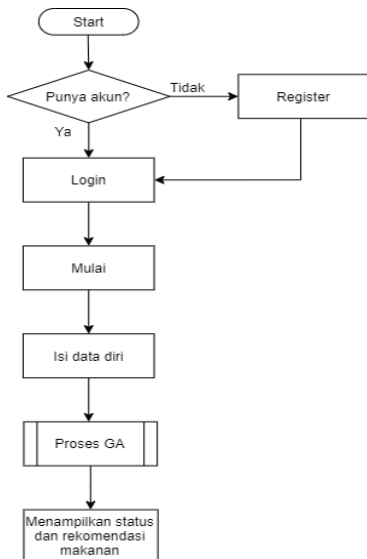 Start
Punya akun?
Tidak
Register
Ya
Login
Mulai
Isi data diri
Proses GA
Menampilkan status
dan rekomendasi
makanan